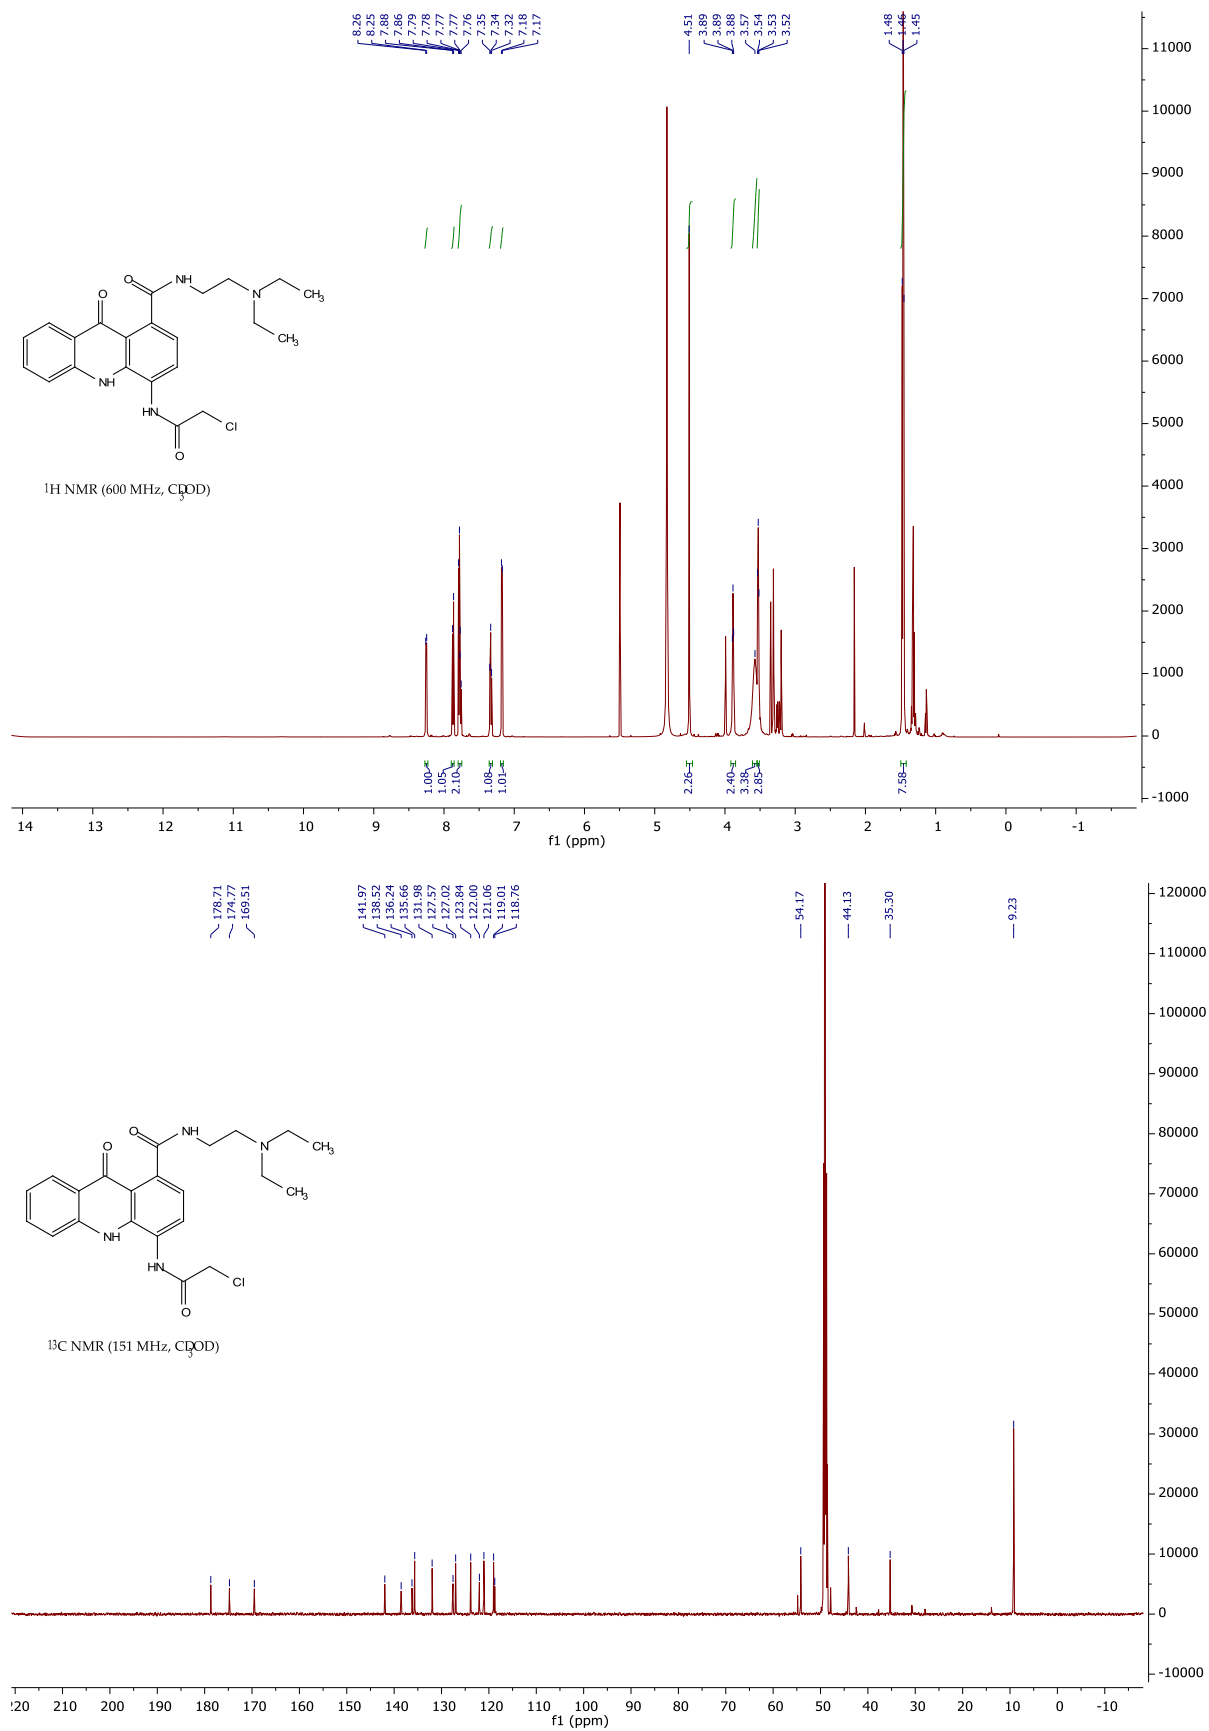 8.26 8.25 7.88 7.86 7.79 7.78 7.77 7.77 7.76 7.35 7.34 7.32 7.18 7.17 4.51 3.89 3.89 3.88 3.57 3.54 3.53 3.52 1.48 1.46 1.45
11000
10000
9000
8000
7000
6000
5000
4000
3000
2000
1000
0
-1000
O NH N CH3
O CH3
NH
HN Cl
O
1H NMR (600 MHz, CD3OD)
1.00 1.05 2.10 1.08 1.01 2.26 2.40 3.38 2.85 7.58
14 13 12 11 10 9 8 7 6 5 4 3 2 1 0 -1
f1 (ppm)
178.71 174.77 169.51 141.97 138.52 136.24 135.66 131.98 127.57 127.02 123.84 122.00 121.06 119.01 118.76 54.17 44.13 35.30 9.23
120000
110000
100000
90000
80000
70000
60000
50000
40000
30000
20000
10000
0
-10000
O NH N CH3
O CH3
NH
HN Cl
O
13C NMR (151 MHz, CD3OD)
220 210 200 190 180 170 160 150 140 130 120 110 100 90 80 70 60 50 40 30 20 10 0 -10
f1 (ppm)